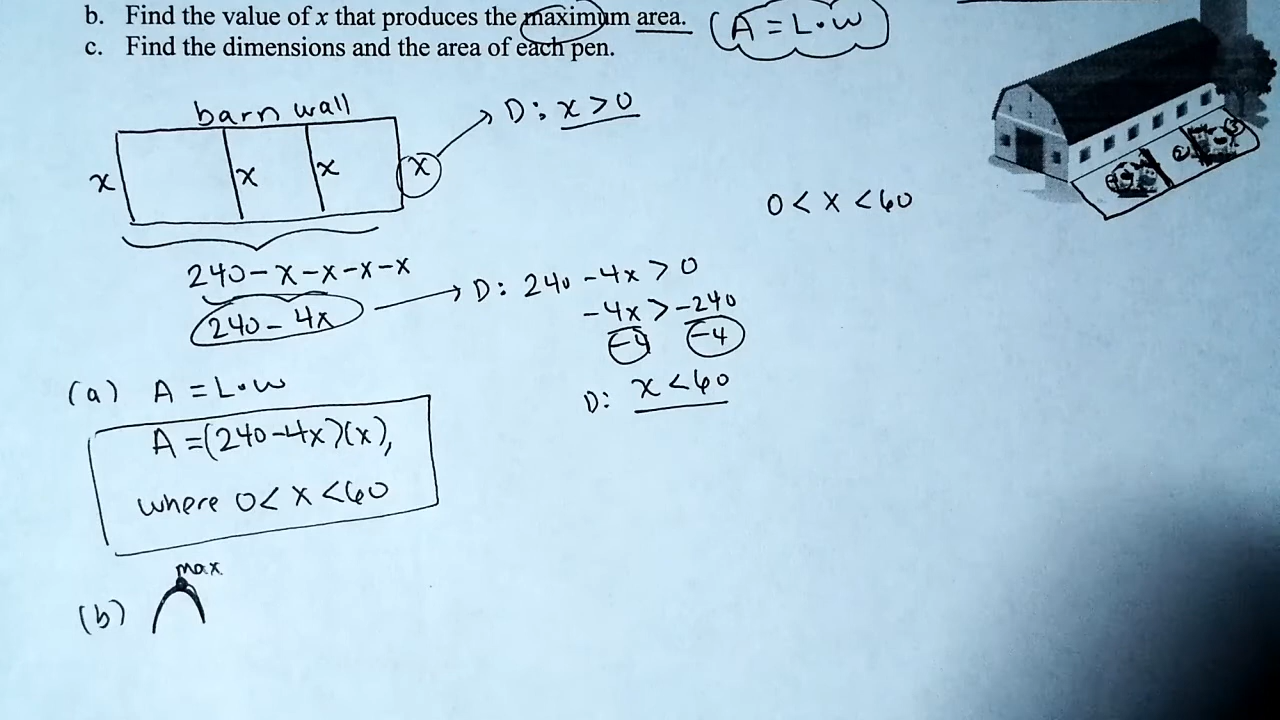 b. Find the value of x that produces the maximum area. (A = L·W)
c. Find the dimensions and the area of each pen.
barn wall
D: x > 0
x x x x
0 < x < 60
240 - x - x - x - x
240 - 4x
D: 240 - 4x > 0
-4x > -240
-4 -4
D: x < 60
(a) A = L·W
A = (240-4x)(x),
where 0 < x < 60
(b) max